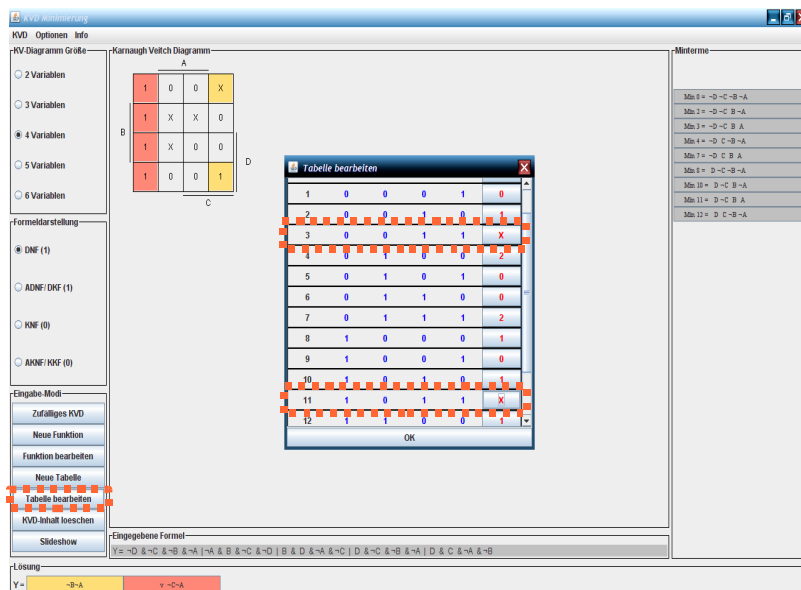 KVD Minimierung
KVD Optionen Info
KV-Diagramm Größe
2 Variablen
3 Variablen
4 Variablen
5 Variablen
6 Variablen
Formeldarstellung
DNF (1)
ADNF/DKF (1)
KNF (0)
AKNF/KKF (0)
Eingabe-Modi
Zufälliges KVD
Neue Funktion
Funktion bearbeiten
Neue Tabelle
Tabelle bearbeiten
KVD-Inhalt loeschen
Slideshow
Karnaugh Veitch Diagramm
A
1 0 0 X
1 X X 0
B
1 X 0 0
D
1 0 0 1
C
Tabelle bearbeiten
1 0 0 0 1 0
2 0 0 1 0 1
3 0 0 1 1 X
4 0 1 0 0 2
5 0 1 0 1 0
6 0 1 1 0 0
7 0 1 1 1 2
8 1 0 0 0 1
9 1 0 0 1 0
10 1 0 1 0 1
11 1 0 1 1 X
12 1 1 0 0 1
OK
Minterme
Min 0 = ¬D ¬C ¬B ¬A
Min 2 = ¬D ¬C B ¬A
Min 3 = ¬D ¬C B A
Min 4 = ¬D C ¬B ¬A
Min 7 = ¬D C B A
Min 8 = D ¬C ¬B ¬A
Min 10 = D ¬C B ¬A
Min 11 = D ¬C B A
Min 12 = D C ¬B ¬A
Eingegebene Formel
Y = ¬D & ¬C & ¬B & ¬A | ¬A & B & ¬C & ¬D | B & D & ¬A & ¬C | D & ¬C & ¬B & ¬A | D & C & ¬A & ¬B
Lösung
Y = ¬B¬A v ¬C¬A